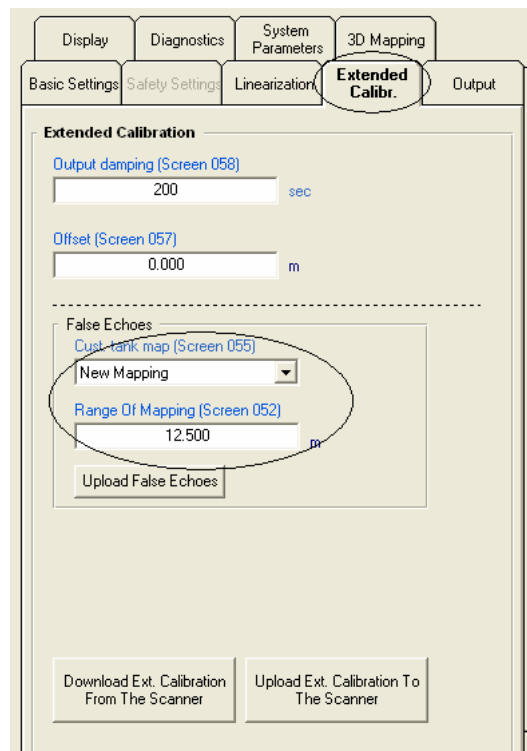 Display
Diagnostics
System
Parameters
3D Mapping
Basic Settings
Safety Settings
Linearization
Extended
Calibr.
Output
Extended Calibration
Output damping (Screen 058)
200
sec
Offset (Screen 057)
0.000
m
False Echoes
Cust. tank map (Screen 055)
New Mapping
Range Of Mapping (Screen 052)
12.500
m
Upload False Echoes
Download Ext. Calibration
From The Scanner
Upload Ext. Calibration To
The Scanner